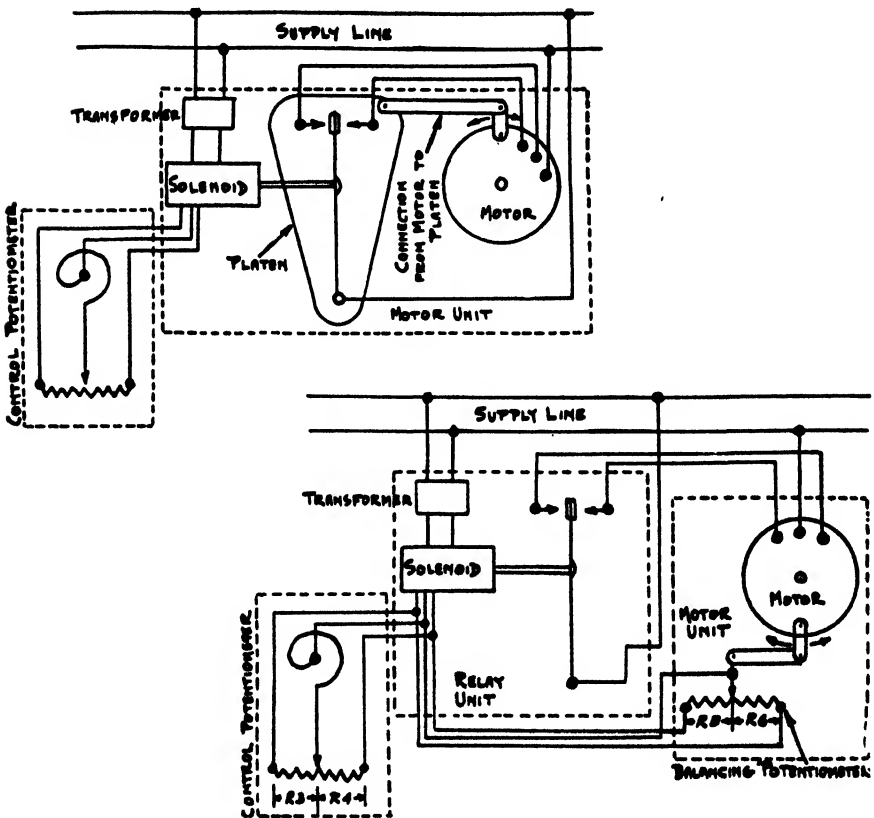 SUPPLY LINE
TRANSFORMER
SOLENOID
PLATEN
CONNECTION
FROM MOTOR TO
PLATEN
MOTOR
MOTOR UNIT
CONTROL POTENTIOMETER
SUPPLY LINE
TRANSFORMER
SOLENOID
RELAY
UNIT
MOTOR
MOTOR
UNIT
CONTROL POTENTIOMETER
R3 R4
R5 R6
BALANCING POTENTIOMETER